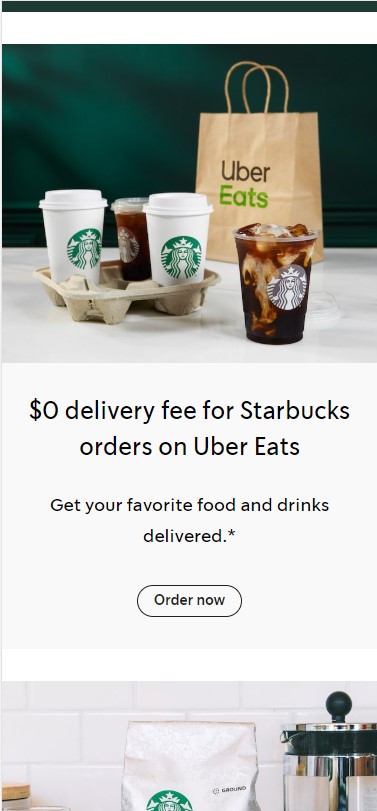 Uber
Eats
$0 delivery fee for Starbucks
orders on Uber Eats
Get your favorite food and drinks
delivered.*
Order now
GROUND